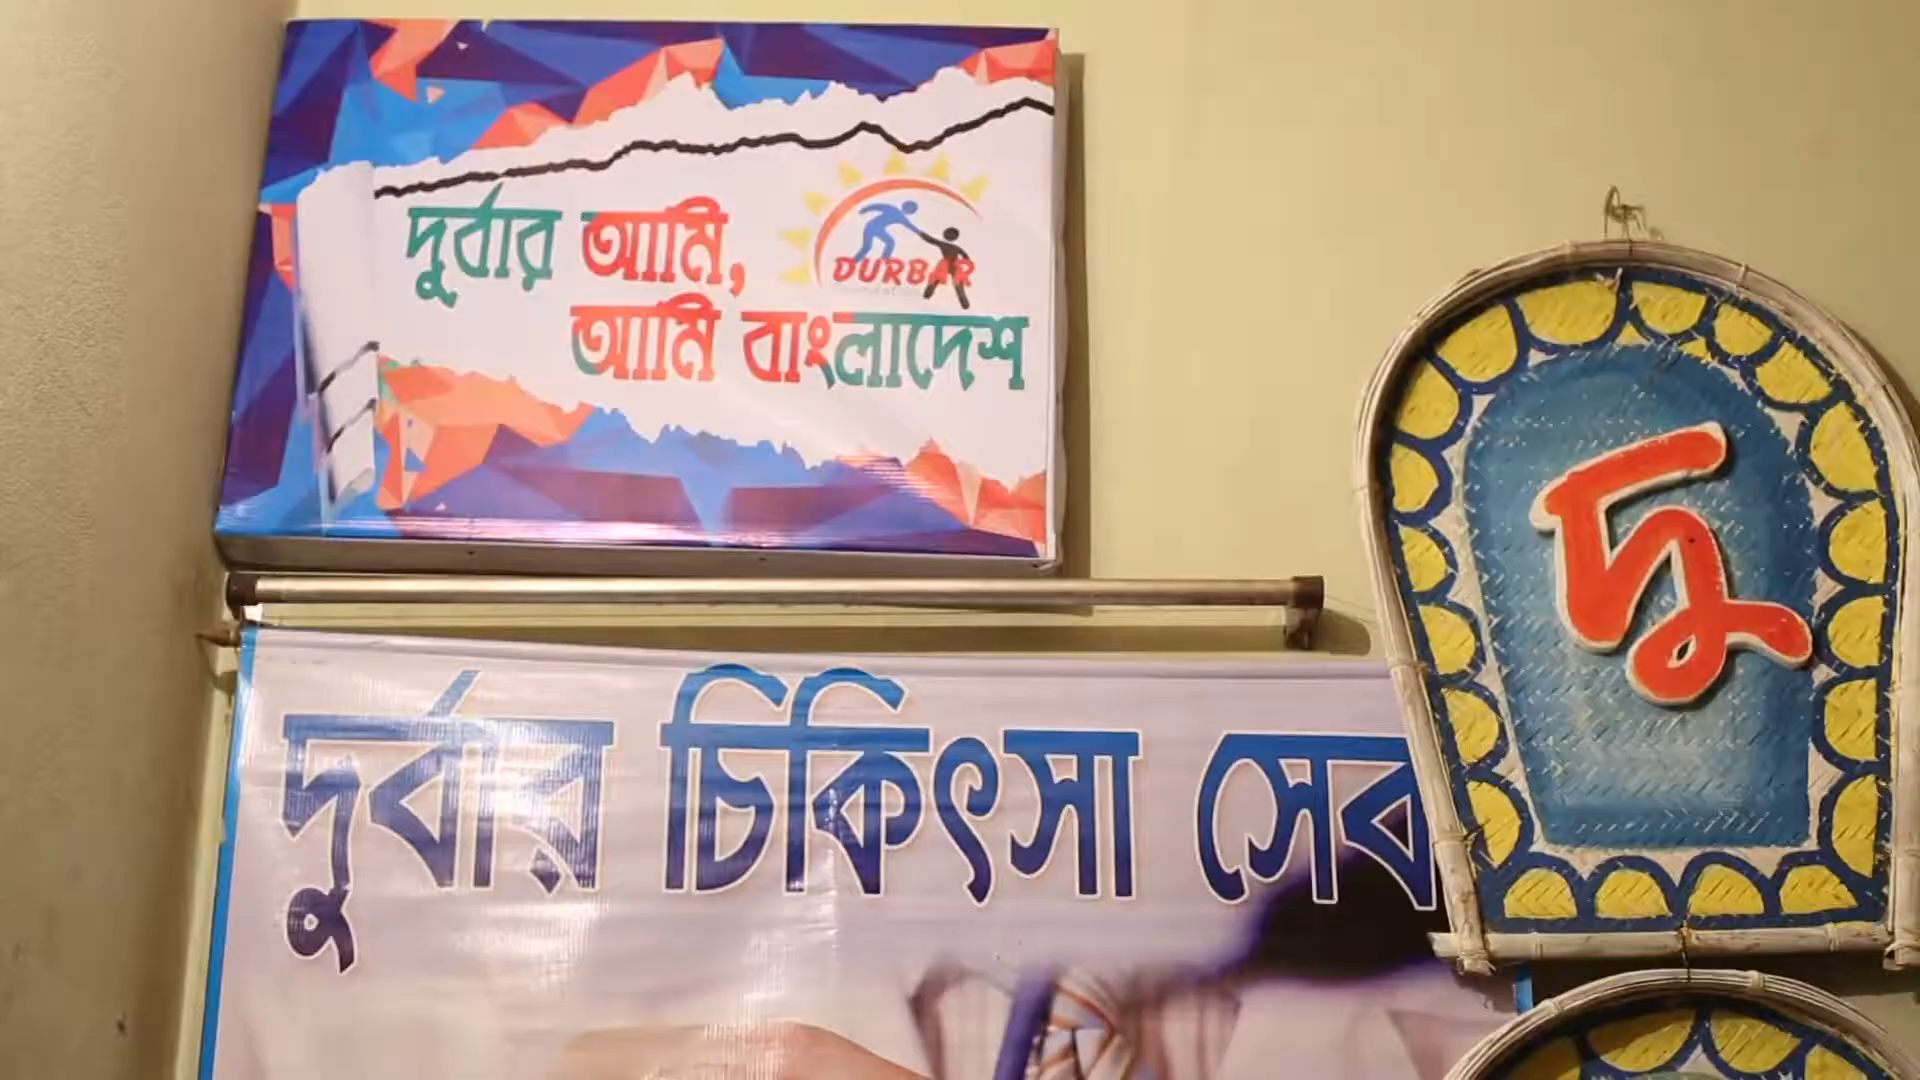 দুর্বার আমি,
DURBAR
আমি বাংলাদেশ
দুর্বার চিকিৎসা সেব
দু